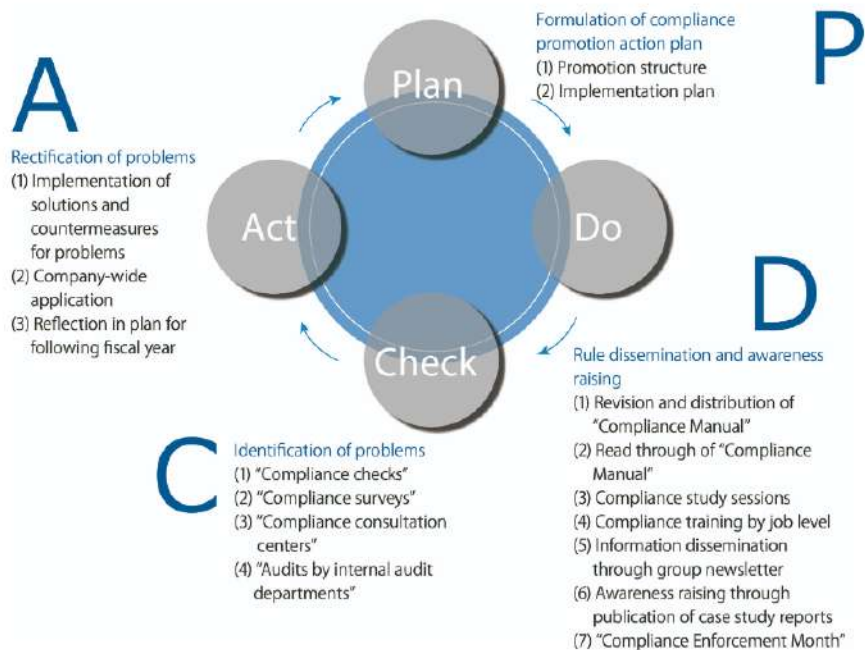 P
Formulation of compliance
promotion action plan
(1) Promotion structure
(2) Implementation plan
Plan
A
Rectification of problems
(1) Implementation of
solutions and
countermeasures
for problems
(2) Company-wide
application
(3) Reflection in plan for
following fiscal year
Act
Do
D
Rule dissemination and awareness
raising
(1) Revision and distribution of
"Compliance Manual"
(2) Read through of "Compliance
Manual"
(3) Compliance study sessions
(4) Compliance training by job level
(5) Information dissemination
through group newsletter
(6) Awareness raising through
publication of case study reports
(7) "Compliance Enforcement Month"
Check
C
Identification of problems
(1) "Compliance checks"
(2) "Compliance surveys"
(3) "Compliance consultation
centers"
(4) "Audits by internal audit
departments"